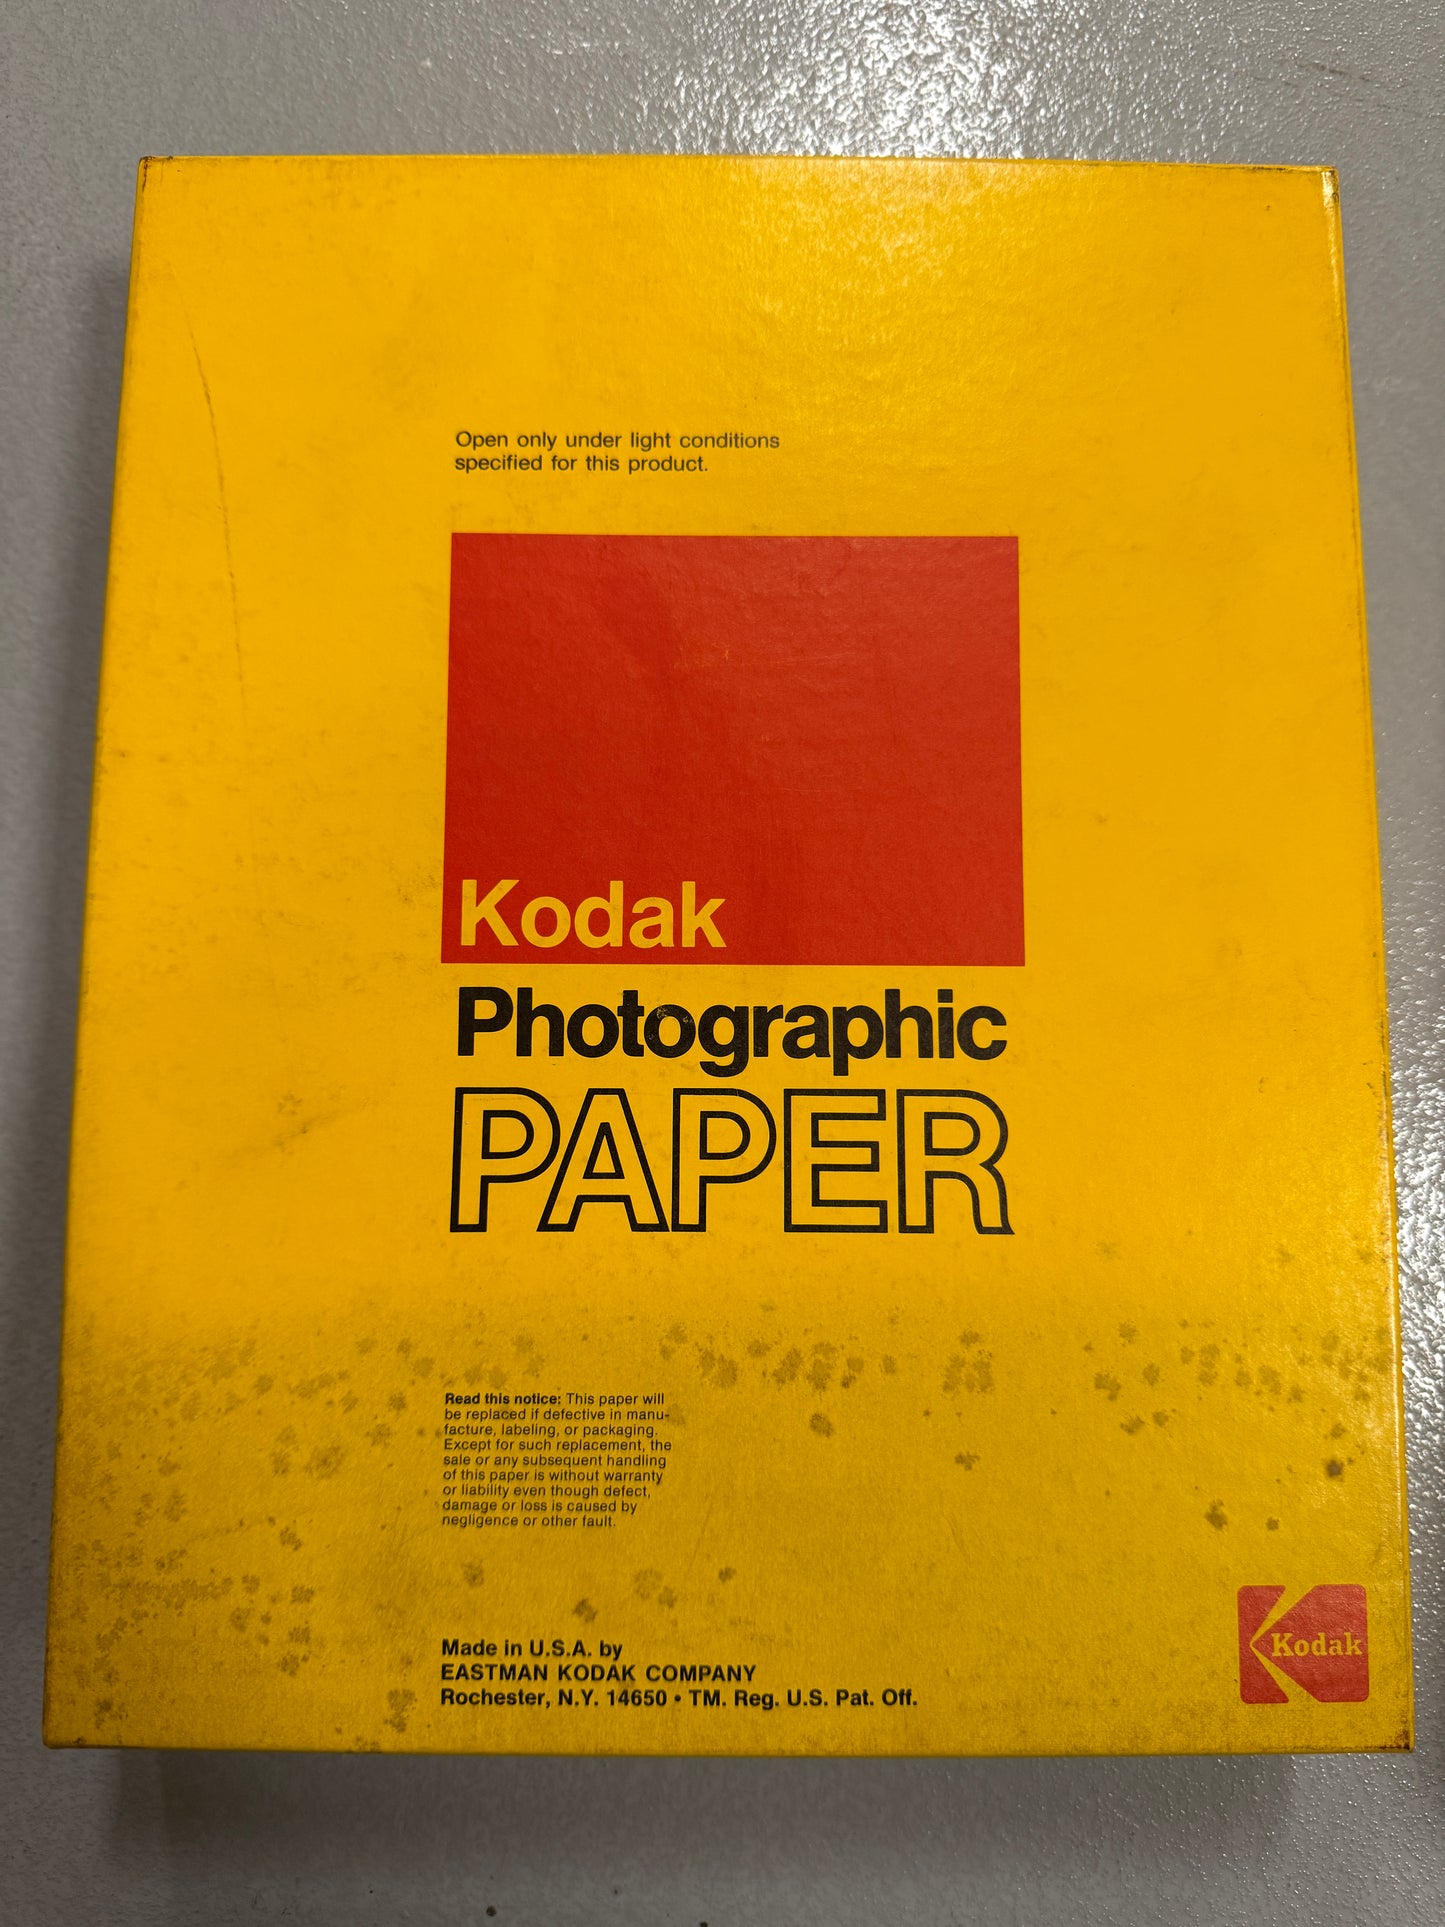 Open only under light conditions
specified for this product.
Kodak
Photographic
PAPER
Read this notice: This paper will
be replaced if defective in manu-
facture, labeling, or packaging.
Except for such replacement, the
sale or any subsequent handling
of this paper is without warranty
or liability even though defect,
damage or loss is caused by
negligence or other fault.
Made in U.S.A. by
EASTMAN KODAK COMPANY
Rochester, N.Y. 14650 • TM. Reg. U.S. Pat. Off.
Kodak